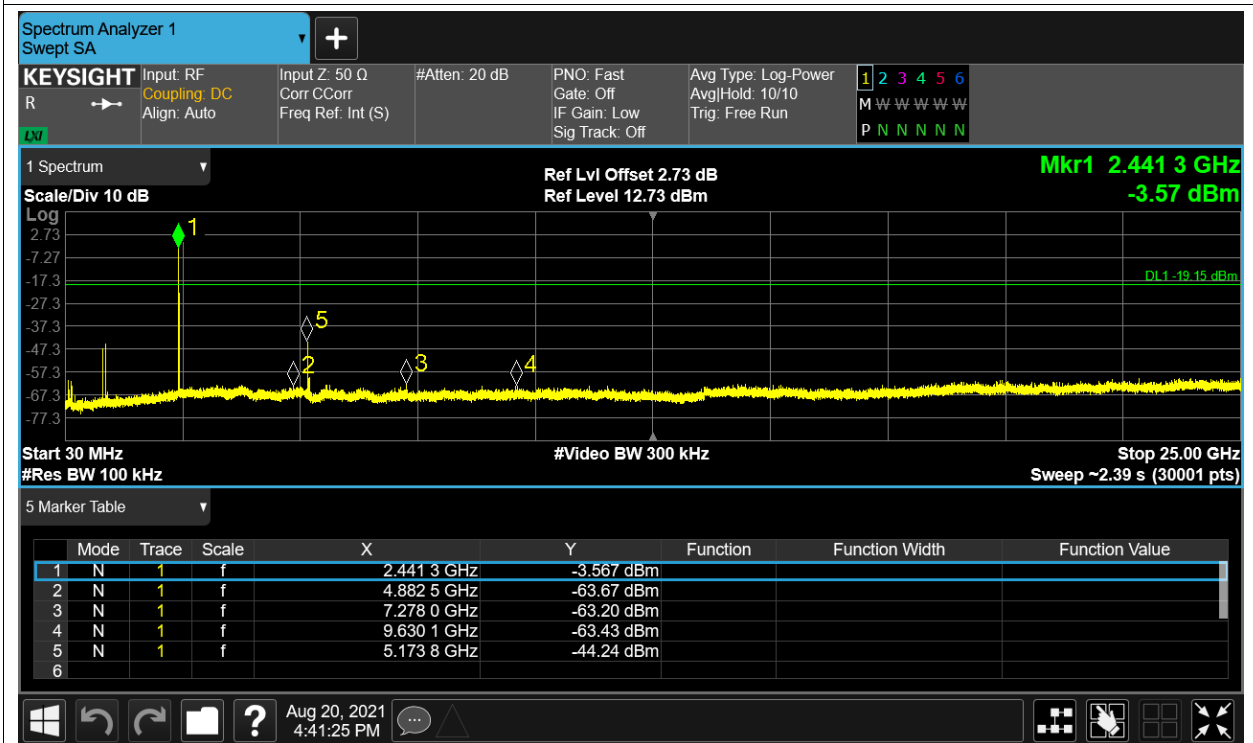 Spectrum Analyzer 1
Swept SA
KEYSIGHT
R
LXI
Input: RF
Coupling: DC
Align: Auto
Input Z: 50 Ω
Corr CCorr
Freq Ref: Int (S)
#Atten: 20 dB
PNO: Fast
Gate: Off
IF Gain: Low
Sig Track: Off
Avg Type: Log-Power
Avg|Hold: 10/10
Trig: Free Run
1 2 3 4 5 6
M W W W W W
P N N N N N
1 Spectrum
Scale/Div 10 dB
Ref Lvl Offset 2.73 dB
Ref Level 12.73 dBm
Mkr1 2.441 3 GHz
-3.57 dBm
Log
2.73
-7.27
-17.3
-27.3
-37.3
-47.3
-57.3
-67.3
-77.3
1
DL1 -19.15 dBm
5
2
3
4
Start 30 MHz
#Video BW 300 kHz
Stop 25.00 GHz
#Res BW 100 kHz
Sweep ~2.39 s (30001 pts)
5 Marker Table
Mode Trace Scale X Y Function Function Width Function Value
1 N 1 f 2.441 3 GHz -3.567 dBm
2 N 1 f 4.882 5 GHz -63.67 dBm
3 N 1 f 7.278 0 GHz -63.20 dBm
4 N 1 f 9.630 1 GHz -63.43 dBm
5 N 1 f 5.173 8 GHz -44.24 dBm
6
?
Aug 20, 2021
4:41:25 PM